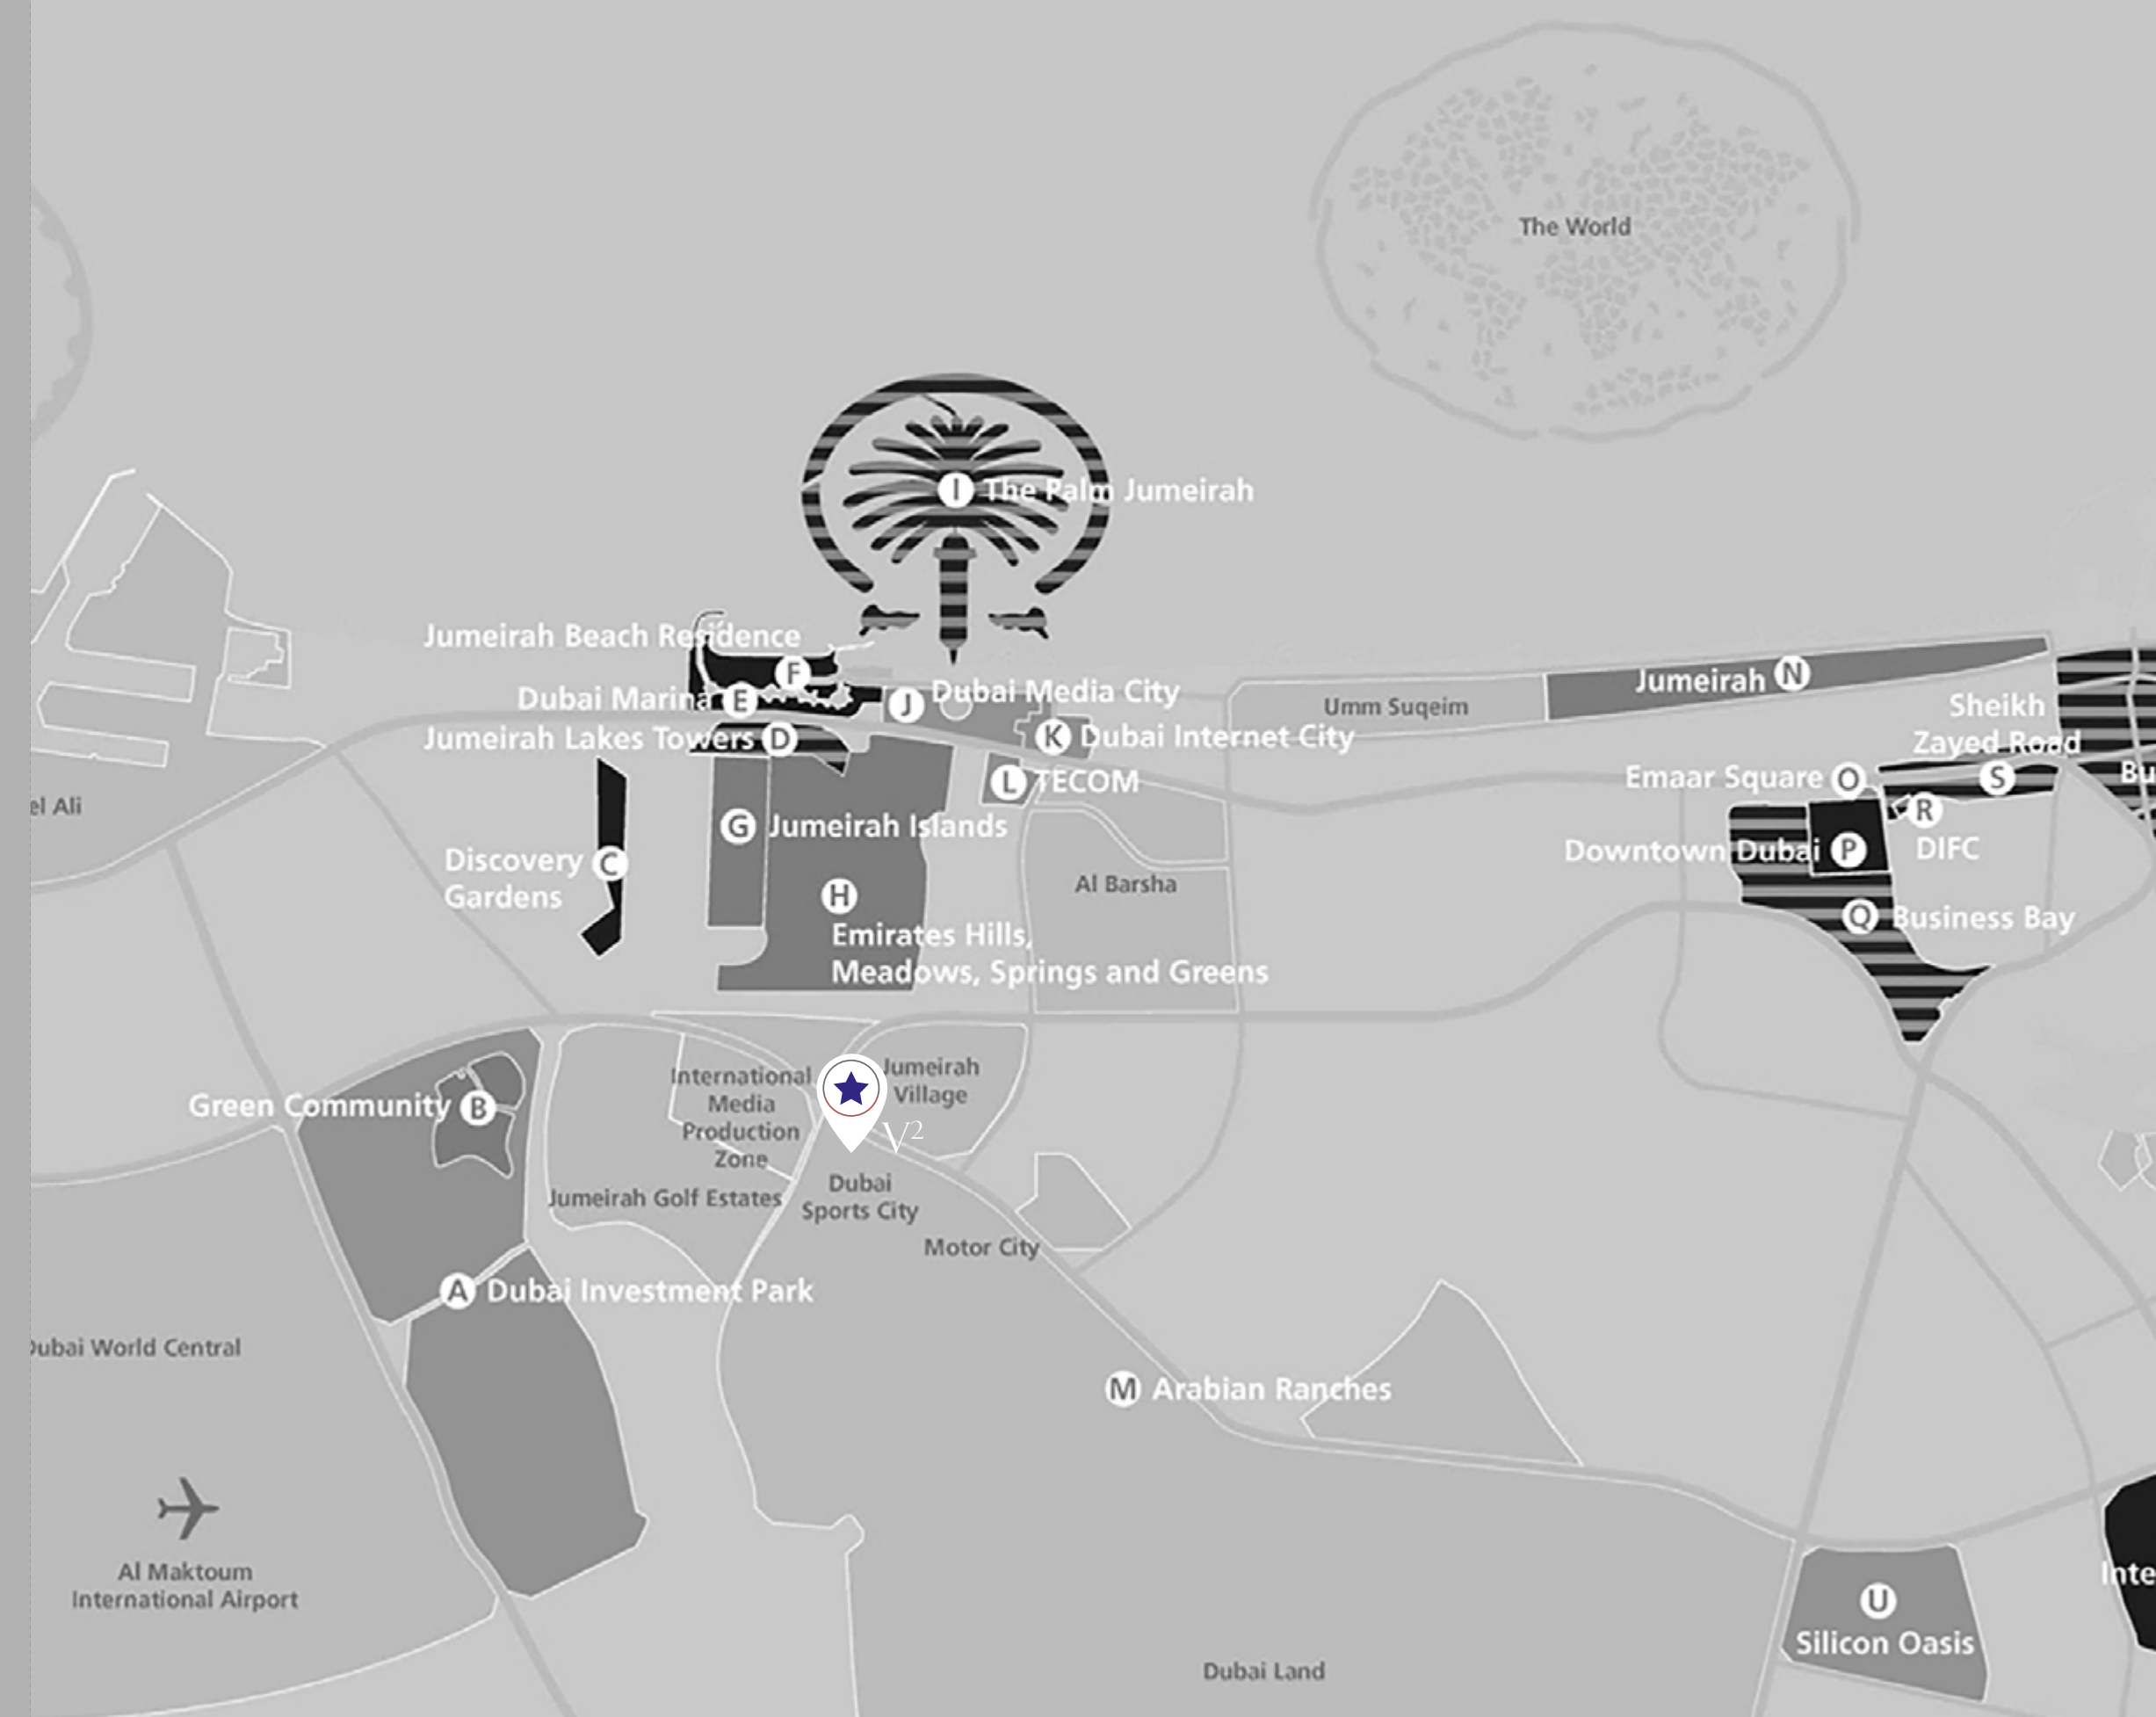 The World
I The Palm Jumeirah
Jumeirah Beach Residence
F
Dubai Marina E
J Dubai Media City
Jumeirah Lakes Towers D
K Dubai Internet City
L TECOM
Umm Suqeim
Jumeirah N
Sheikh
Zayed Road
S
Emaar Square O
R
DIFC
Downtown Dubai P
Q Business Bay
Bu
el Ali
G Jumeirah Islands
Discovery
Gardens
C
H
Emirates Hills,
Meadows, Springs and Greens
Al Barsha
Green Community B
International
Media
Production
Zone
Jumeirah
Village
V²
Jumeirah Golf Estates
Dubai
Sports City
Motor City
A Dubai Investment Park
Dubai World Central
M Arabian Ranches
Al Maktoum
International Airport
Dubai Land
U
Silicon Oasis
Inte